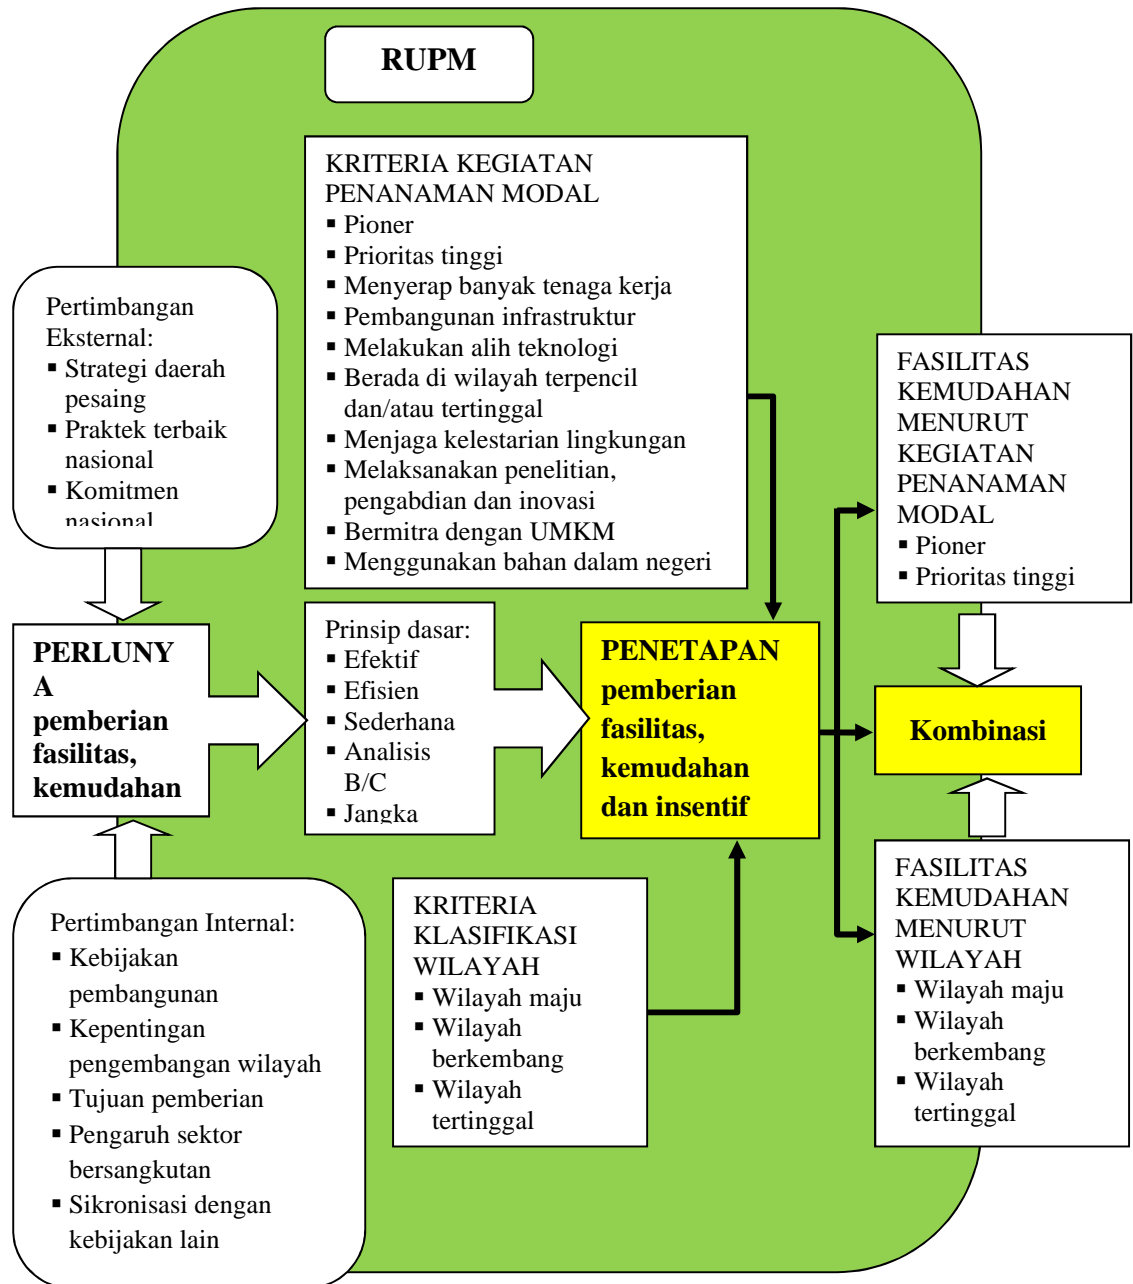 RUPM
KRITERIA KEGIATAN
PENANAMAN MODAL
▪ Pioner
▪ Prioritas tinggi
▪ Menyerap banyak tenaga kerja
▪ Pembangunan infrastruktur
▪ Melakukan alih teknologi
▪ Berada di wilayah terpencil
dan/atau tertinggal
▪ Menjaga kelestarian lingkungan
▪ Melaksanakan penelitian,
pengabdian dan inovasi
▪ Bermitra dengan UMKM
▪ Menggunakan bahan dalam negeri
Pertimbangan
Eksternal:
▪ Strategi daerah
pesaing
▪ Praktek terbaik
nasional
▪ Komitmen
nasional
FASILITAS
KEMUDAHAN
MENURUT
KEGIATAN
PENANAMAN
MODAL
▪ Pioner
▪ Prioritas tinggi
PERLUNY
A
pemberian
fasilitas,
kemudahan
Prinsip dasar:
▪ Efektif
▪ Efisien
▪ Sederhana
▪ Analisis
B/C
▪ Jangka
PENETAPAN
pemberian
fasilitas,
kemudahan
dan insentif
Kombinasi
Pertimbangan Internal:
▪ Kebijakan
pembangunan
▪ Kepentingan
pengembangan wilayah
▪ Tujuan pemberian
▪ Pengaruh sektor
bersangkutan
▪ Sikronisasi dengan
kebijakan lain
KRITERIA
KLASIFIKASI
WILAYAH
▪ Wilayah maju
▪ Wilayah
berkembang
▪ Wilayah
tertinggal
FASILITAS
KEMUDAHAN
MENURUT
WILAYAH
▪ Wilayah maju
▪ Wilayah
berkembang
▪ Wilayah
tertinggal